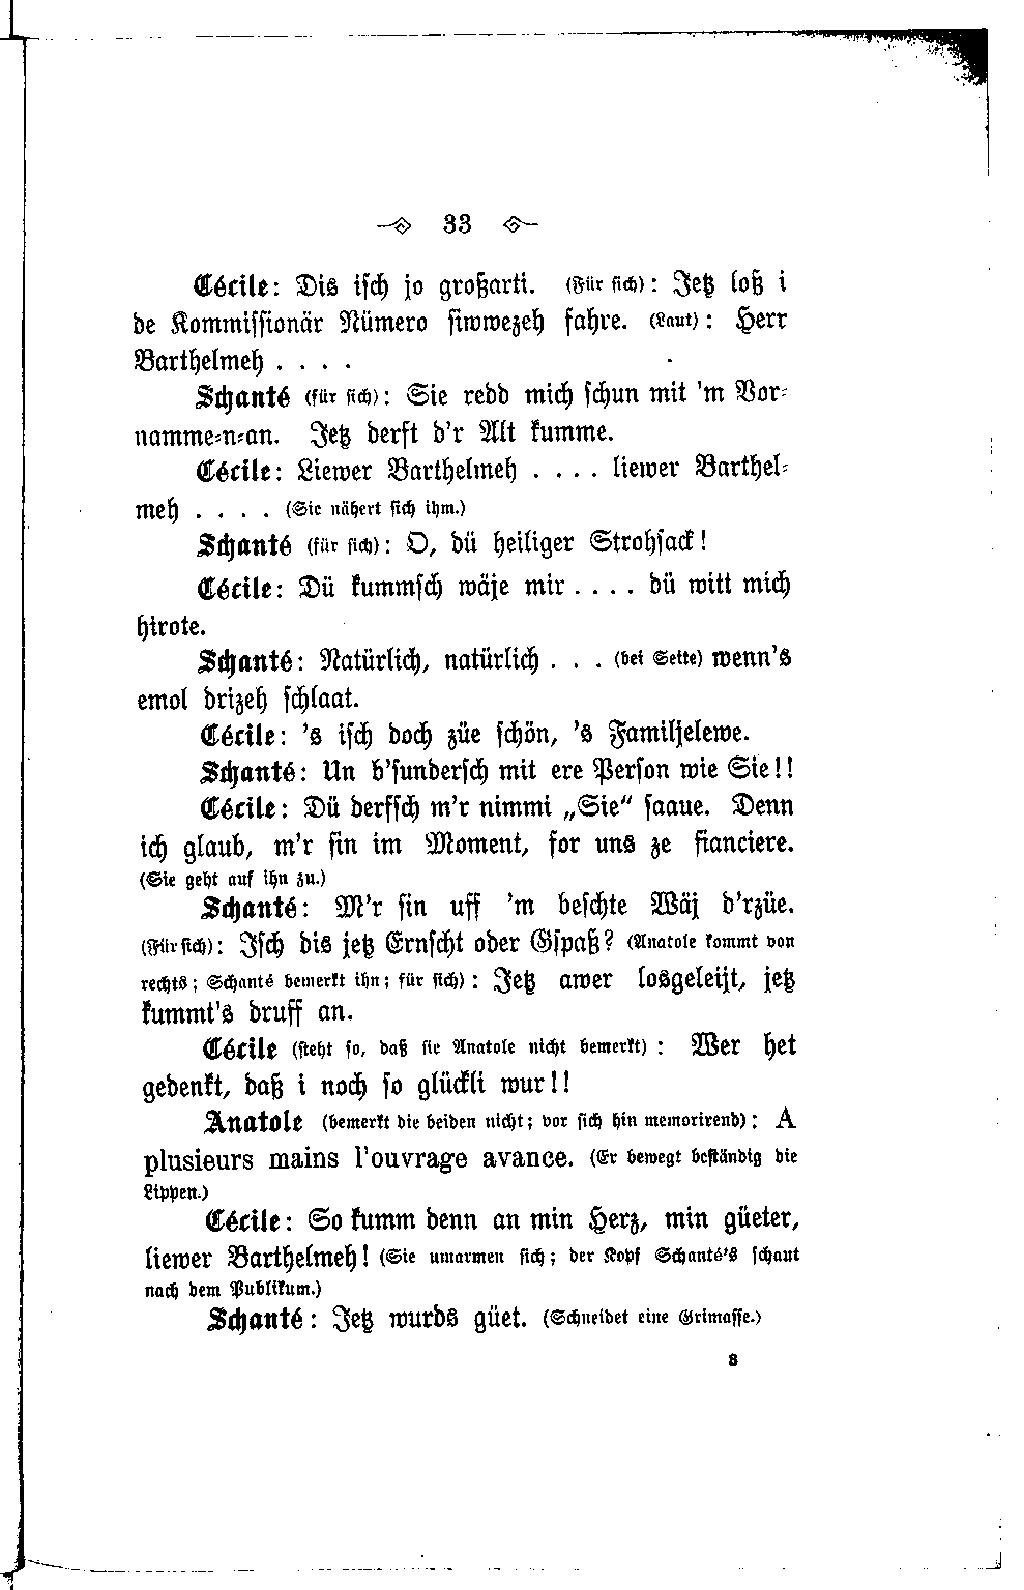 33
Cécile: Dis isch jo großarti. (Für sich): Jetz loß i
de Kommissionär Nümero siwwezeh fahre. (Laut): Herr
Barthelmeh . . . .
Schanté (für sich): Sie redd mich schun mit 'm Vor-
namme-n-an. Jetz derft d'r Alt kumme.
Cécile: Liewer Barthelmeh . . . . liewer Barthel-
meh . . . . (Sie nähert sich ihm.)
Schanté (für sich): O, dü heiliger Strohsack!
Cécile: Dü kummsch wäje mir . . . . dü witt mich
hirote.
Schanté: Natürlich, natürlich . . . (bei Seite) wenn's
emol drizeh schlaat.
Cécile: 's isch doch züe schön, 's Familjelewe.
Schanté: Un b'sundersch mit ere Person wie Sie!!
Cécile: Dü derfsch m'r nimmi „Sie“ saaue. Denn
ich glaub, m'r sin im Moment, for uns ze fianciere.
(Sie geht auf ihn zu.)
Schanté: M'r sin uff 'm beschte Wäj d'rzüe.
(Für sich): Isch dis jetz Ernscht oder Gspaß? (Anatole kommt von
rechts; Schanté bemerkt ihn; für sich): Jetz awer losgeleijt, jetz
kummt's druff an.
Cécile (steht so, daß sie Anatole nicht bemerkt): Wer het
gedenkt, daß i noch so glückli wur!!
Anatole (bemerkt die beiden nicht; vor sich hin memorirend): A
plusieurs mains l'ouvrage avance. (Er bewegt beständig die
Lippen.)
Cécile: So kumm denn an min Herz, min güeter,
liewer Barthelmeh! (Sie umarmen sich; der Kopf Schanté's schaut
nach dem Publikum.)
Schanté: Jetz wurds güet. (Schneidet eine Grimasse.)
3